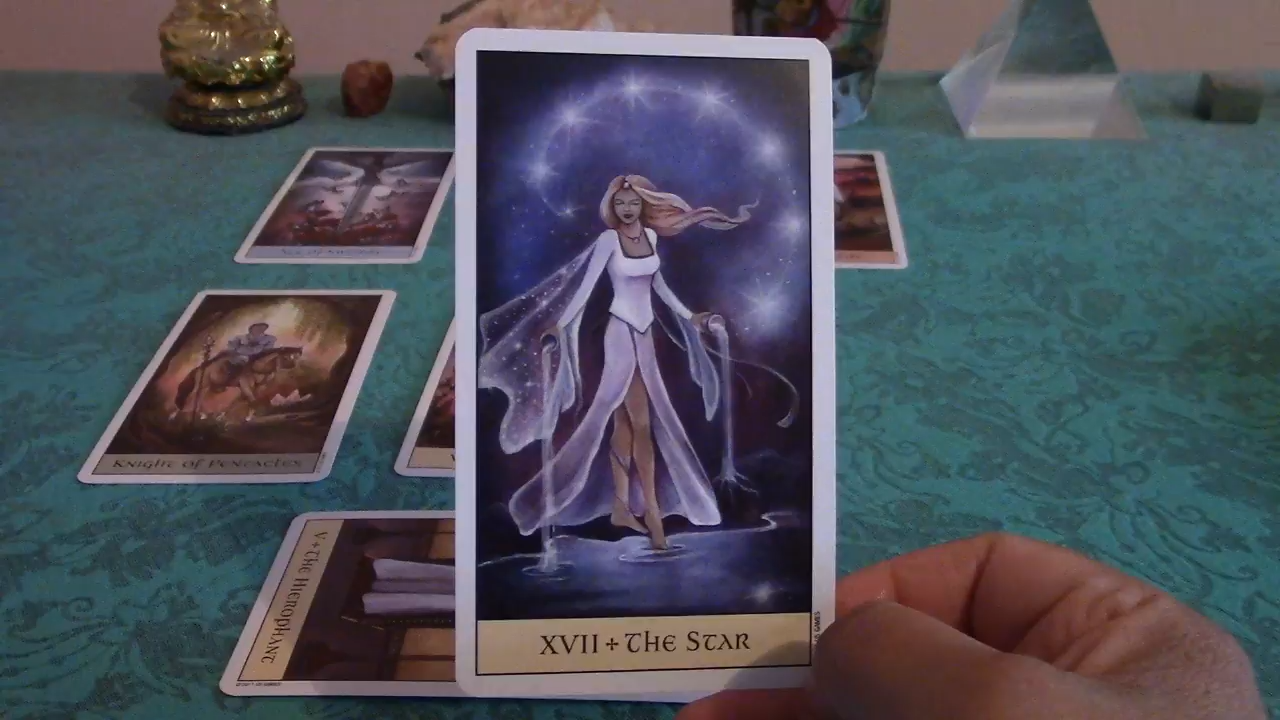 Knight of Pentacles
V + The Hierophant
XVII + The Star